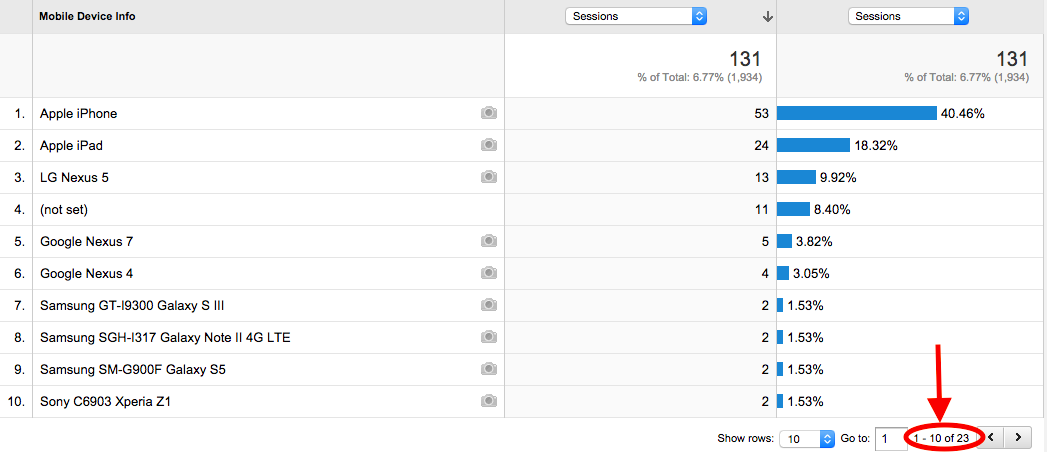 Mobile Device Info Sessions Sessions
131 131
% of Total: 6.77% (1,934) % of Total: 6.77% (1,934)
1. Apple iPhone 53 40.46%
2. Apple iPad 24 18.32%
3. LG Nexus 5 13 9.92%
4. (not set) 11 8.40%
5. Google Nexus 7 5 3.82%
6. Google Nexus 4 4 3.05%
7. Samsung GT-I9300 Galaxy S III 2 1.53%
8. Samsung SGH-I317 Galaxy Note II 4G LTE 2 1.53%
9. Samsung SM-G900F Galaxy S5 2 1.53%
10. Sony C6903 Xperia Z1 2 1.53%
Show rows: 10 Go to: 1 1 - 10 of 23